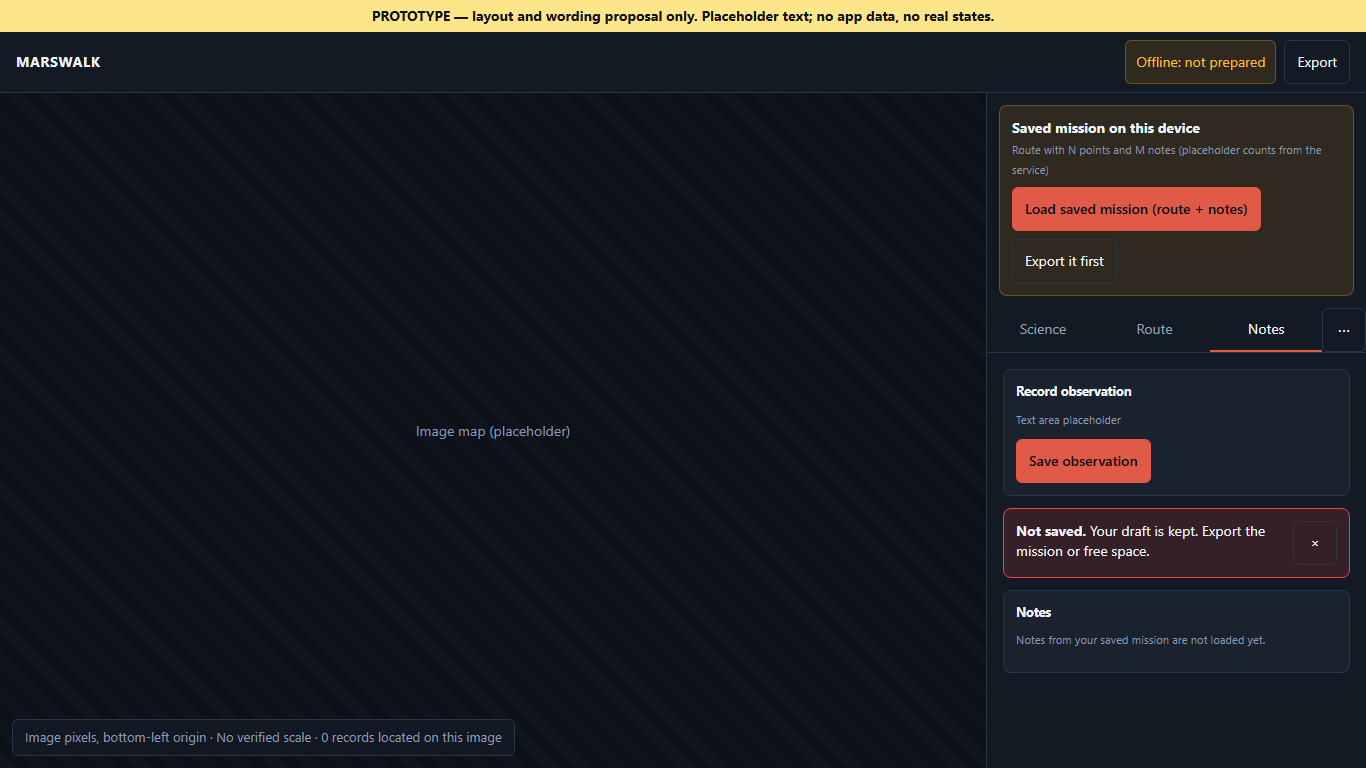 PROTOTYPE — layout and wording proposal only. Placeholder text; no app data, no real states.
MARSWALK
Offline: not prepared
Export
Saved mission on this device
Route with N points and M notes (placeholder counts from the
service)
Load saved mission (route + notes)
Export it first
Science
Route
Notes
...
Record observation
Text area placeholder
Save observation
Not saved. Your draft is kept. Export the
mission or free space.
×
Notes
Notes from your saved mission are not loaded yet.
Image map (placeholder)
Image pixels, bottom-left origin · No verified scale · 0 records located on this image